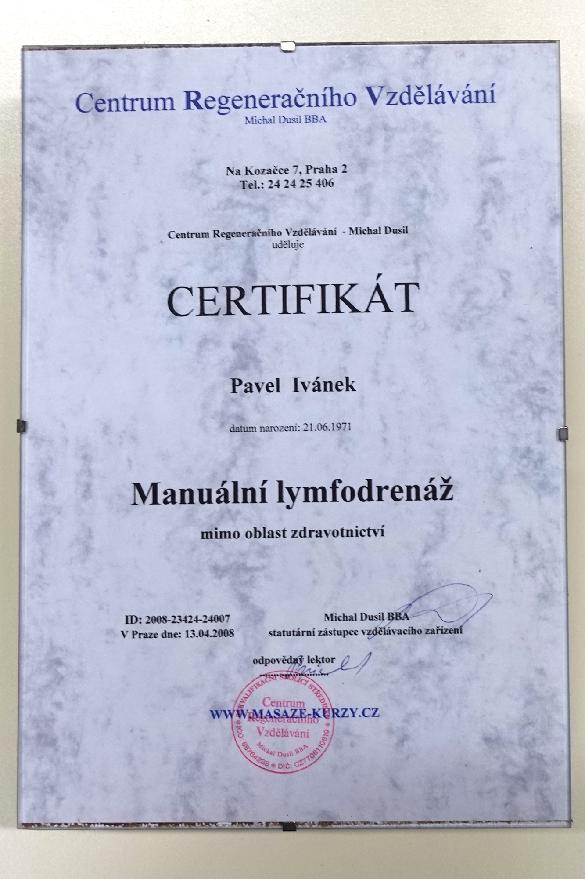 Centrum Regeneračního Vzdělávání
Michal Dusil BBA
Na Kozačce 7, Praha 2
Tel.: 24 24 25 406
Centrum Regeneračního Vzdělávání - Michal Dusil
uděluje
CERTIFIKÁT
Pavel Ivánek
datum narození: 21.06.1971
Manuální lymfodrenáž
mimo oblast zdravotnictví
ID: 2008-23424-24007
V Praze dne: 13.04.2008
Michal Dusil BBA
statutární zástupce vzdělávacího zařízení
odpovědný lektor
WWW.MASAZE-KURZY.CZ
Centrum
Regeneračního
Vzdělávání
Michal Dusil BBA